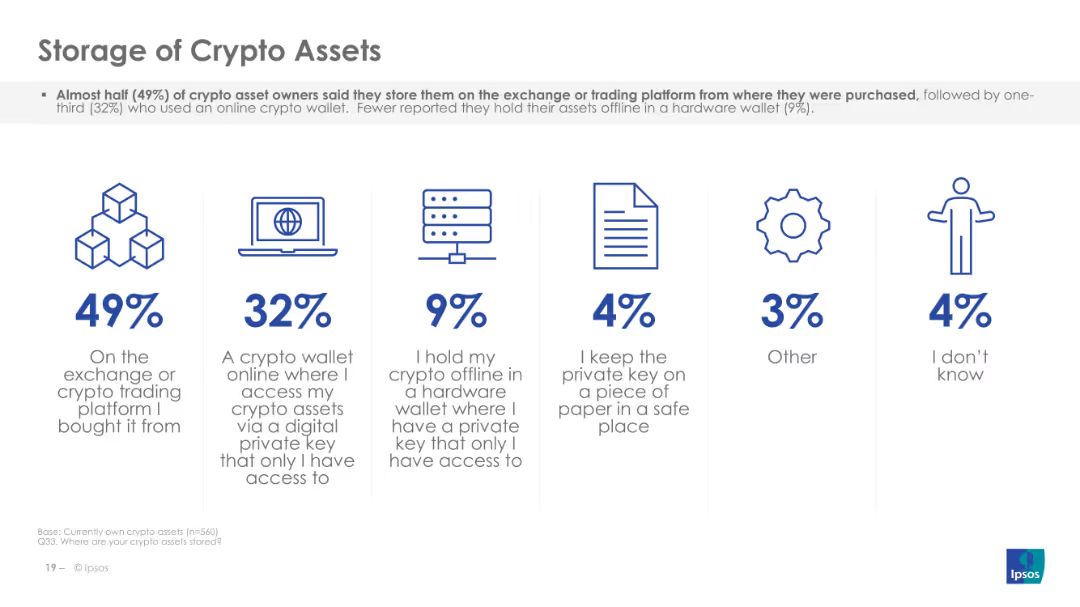 Storage of Crypto Assets
▪ Almost half (49%) of crypto asset owners said they store them on the exchange or trading platform from where they were purchased, followed by one-
third (32%) who used an online crypto wallet. Fewer reported they hold their assets offline in a hardware wallet (9%).
49%
On the
exchange or
crypto trading
platform I
bought it from
32%
A crypto wallet
online where I
access my
crypto assets
via a digital
private key
that only I have
access to
9%
I hold my
crypto offline in
a hardware
wallet where I
have a private
key that only I
have access to
4%
I keep the
private key on
a piece of
paper in a safe
place
3%
Other
4%
I don't
know
Base: Currently own crypto assets (n=560)
Q33. Where are your crypto assets stored?
19 – © Ipsos
Ipsos